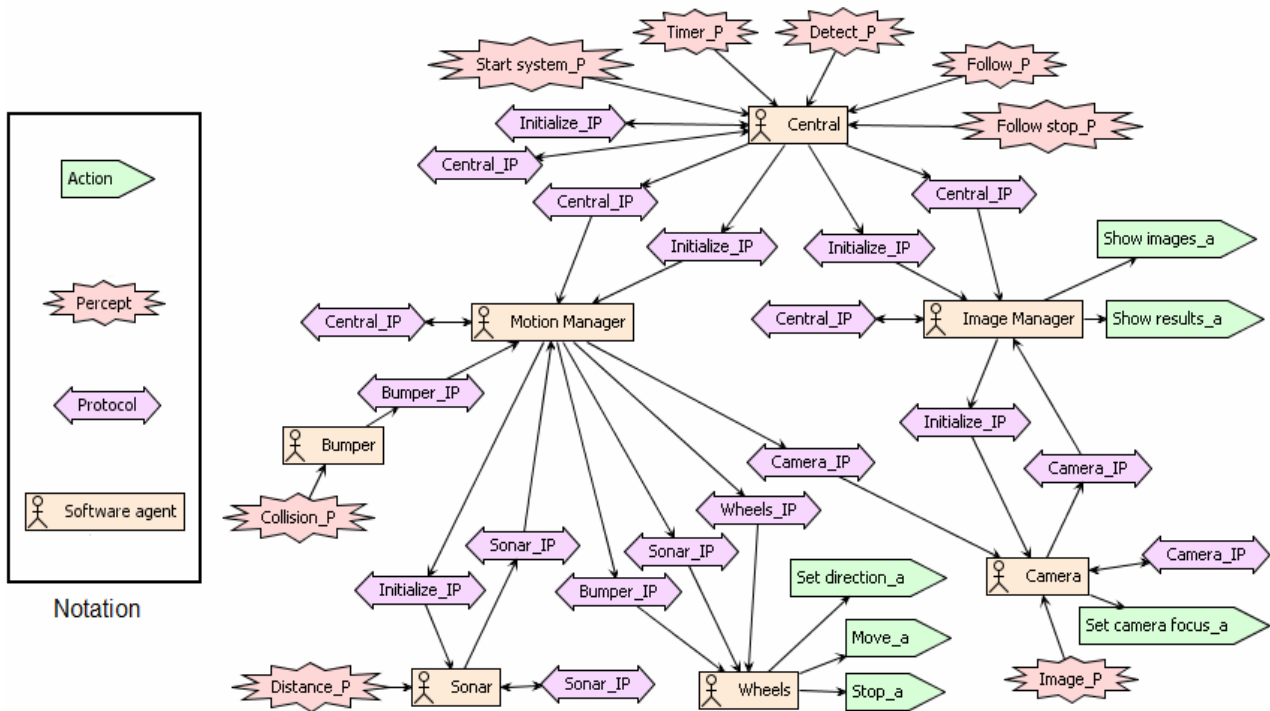 Timer_P
Detect_P
Start system_P
Follow_P
Initialize_IP
Central
Follow stop_P
Central_IP
Action
Central_IP
Central_IP
Initialize_IP
Initialize_IP
Show images_a
Percept
Central_IP
Motion Manager
Central_IP
Image Manager
Show results_a
Protocol
Bumper_IP
Initialize_IP
Bumper
Camera_IP
Camera_IP
Software agent
Collision_P
Wheels_IP
Sonar_IP
Sonar_IP
Camera_IP
Notation
Initialize_IP
Bumper_IP
Set direction_a
Camera
Set camera focus_a
Move_a
Distance_P
Sonar
Sonar_IP
Wheels
Stop_a
Image_P